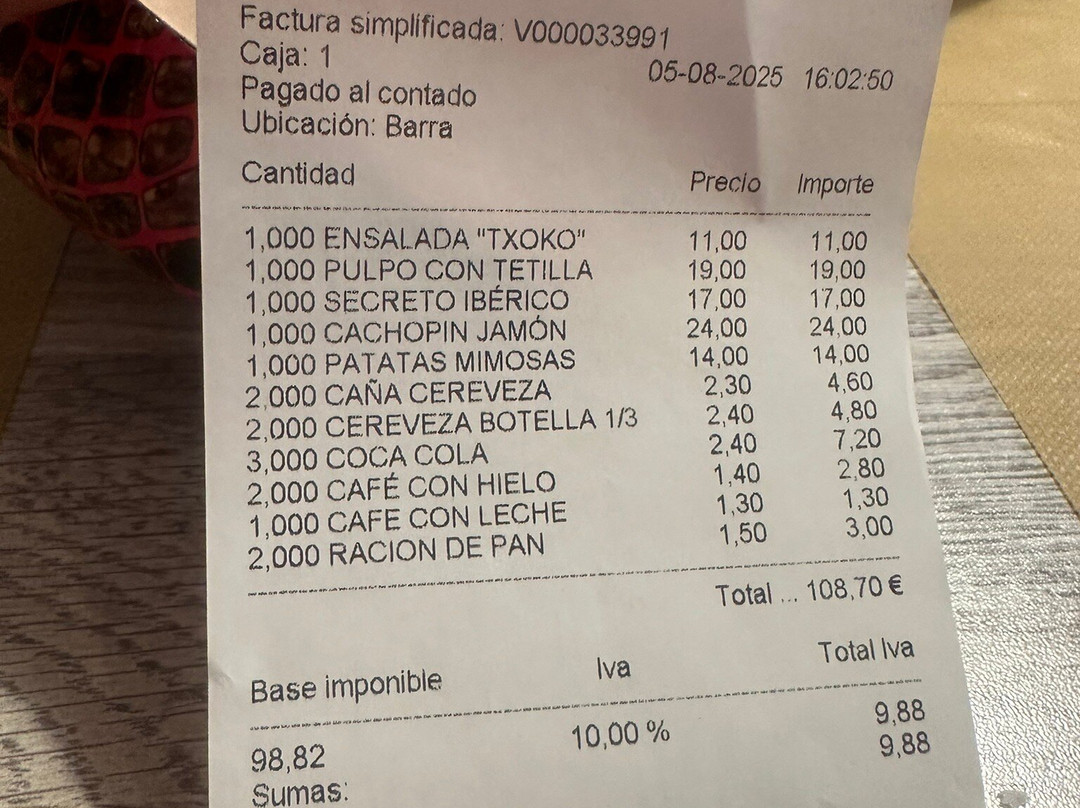 Factura simplificada: V000033991
Caja: 1
05-08-2025 16:02:50
Pagado al contado
Ubicación: Barra
Cantidad Precio Importe
1,000 ENSALADA "TXOKO" 11,00 11,00
1,000 PULPO CON TETILLA 19,00 19,00
1,000 SECRETO IBÉRICO 17,00 17,00
1,000 CACHOPIN JAMÓN 24,00 24,00
1,000 PATATAS MIMOSAS 14,00 14,00
2,000 CAÑA CEREVEZA 2,30 4,60
2,000 CEREVEZA BOTELLA 1/3 2,40 4,80
3,000 COCA COLA 2,40 7,20
2,000 CAFÉ CON HIELO 1,40 2,80
1,000 CAFE CON LECHE 1,30 1,30
2,000 RACION DE PAN 1,50 3,00
Total ... 108,70 €
Base imponible Iva Total Iva
98,82 10,00 % 9,88
Sumas: 9,88